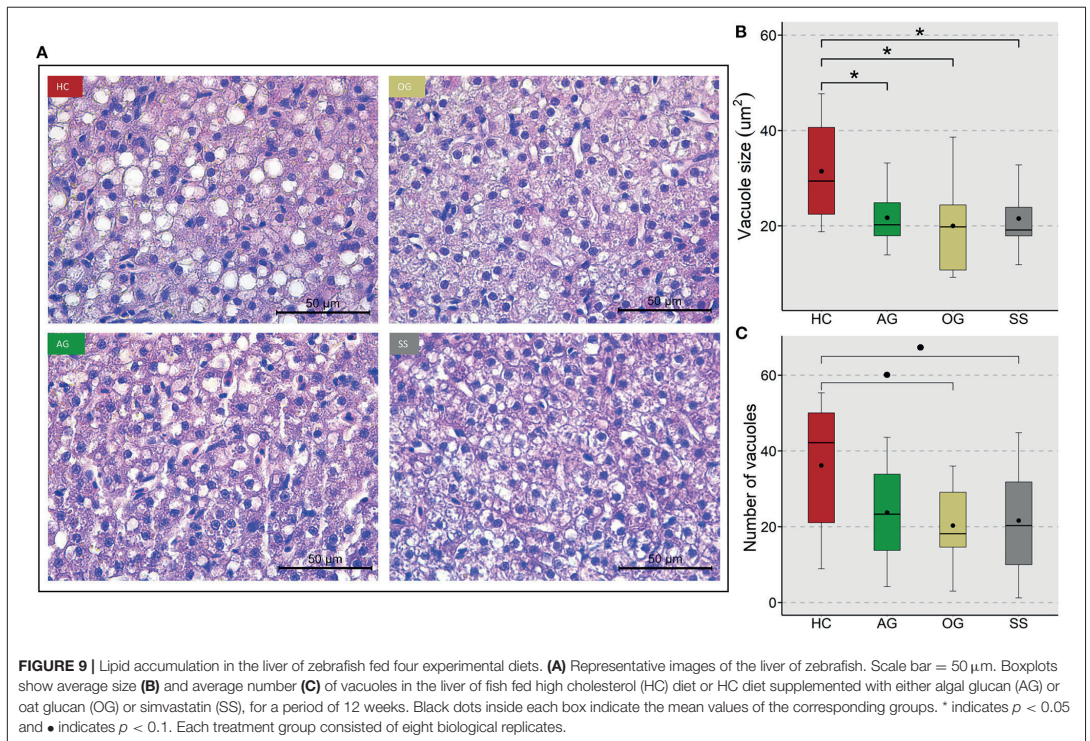 A
HC
50 μm
OG
50 μm
AG
50 μm
SS
50 μm
B
Vacuole size (um²)
60
40
20
*
*
*
HC AG OG SS
C
Number of vacuoles
60
40
20
0
●
●
HC AG OG SS
FIGURE 9 | Lipid accumulation in the liver of zebrafish fed four experimental diets. (A) Representative images of the liver of zebrafish. Scale bar = 50 μm. Boxplots
show average size (B) and average number (C) of vacuoles in the liver of fish fed high cholesterol (HC) diet or HC diet supplemented with either algal glucan (AG) or
oat glucan (OG) or simvastatin (SS), for a period of 12 weeks. Black dots inside each box indicate the mean values of the corresponding groups. * indicates p < 0.05
and ● indicates p < 0.1. Each treatment group consisted of eight biological replicates.